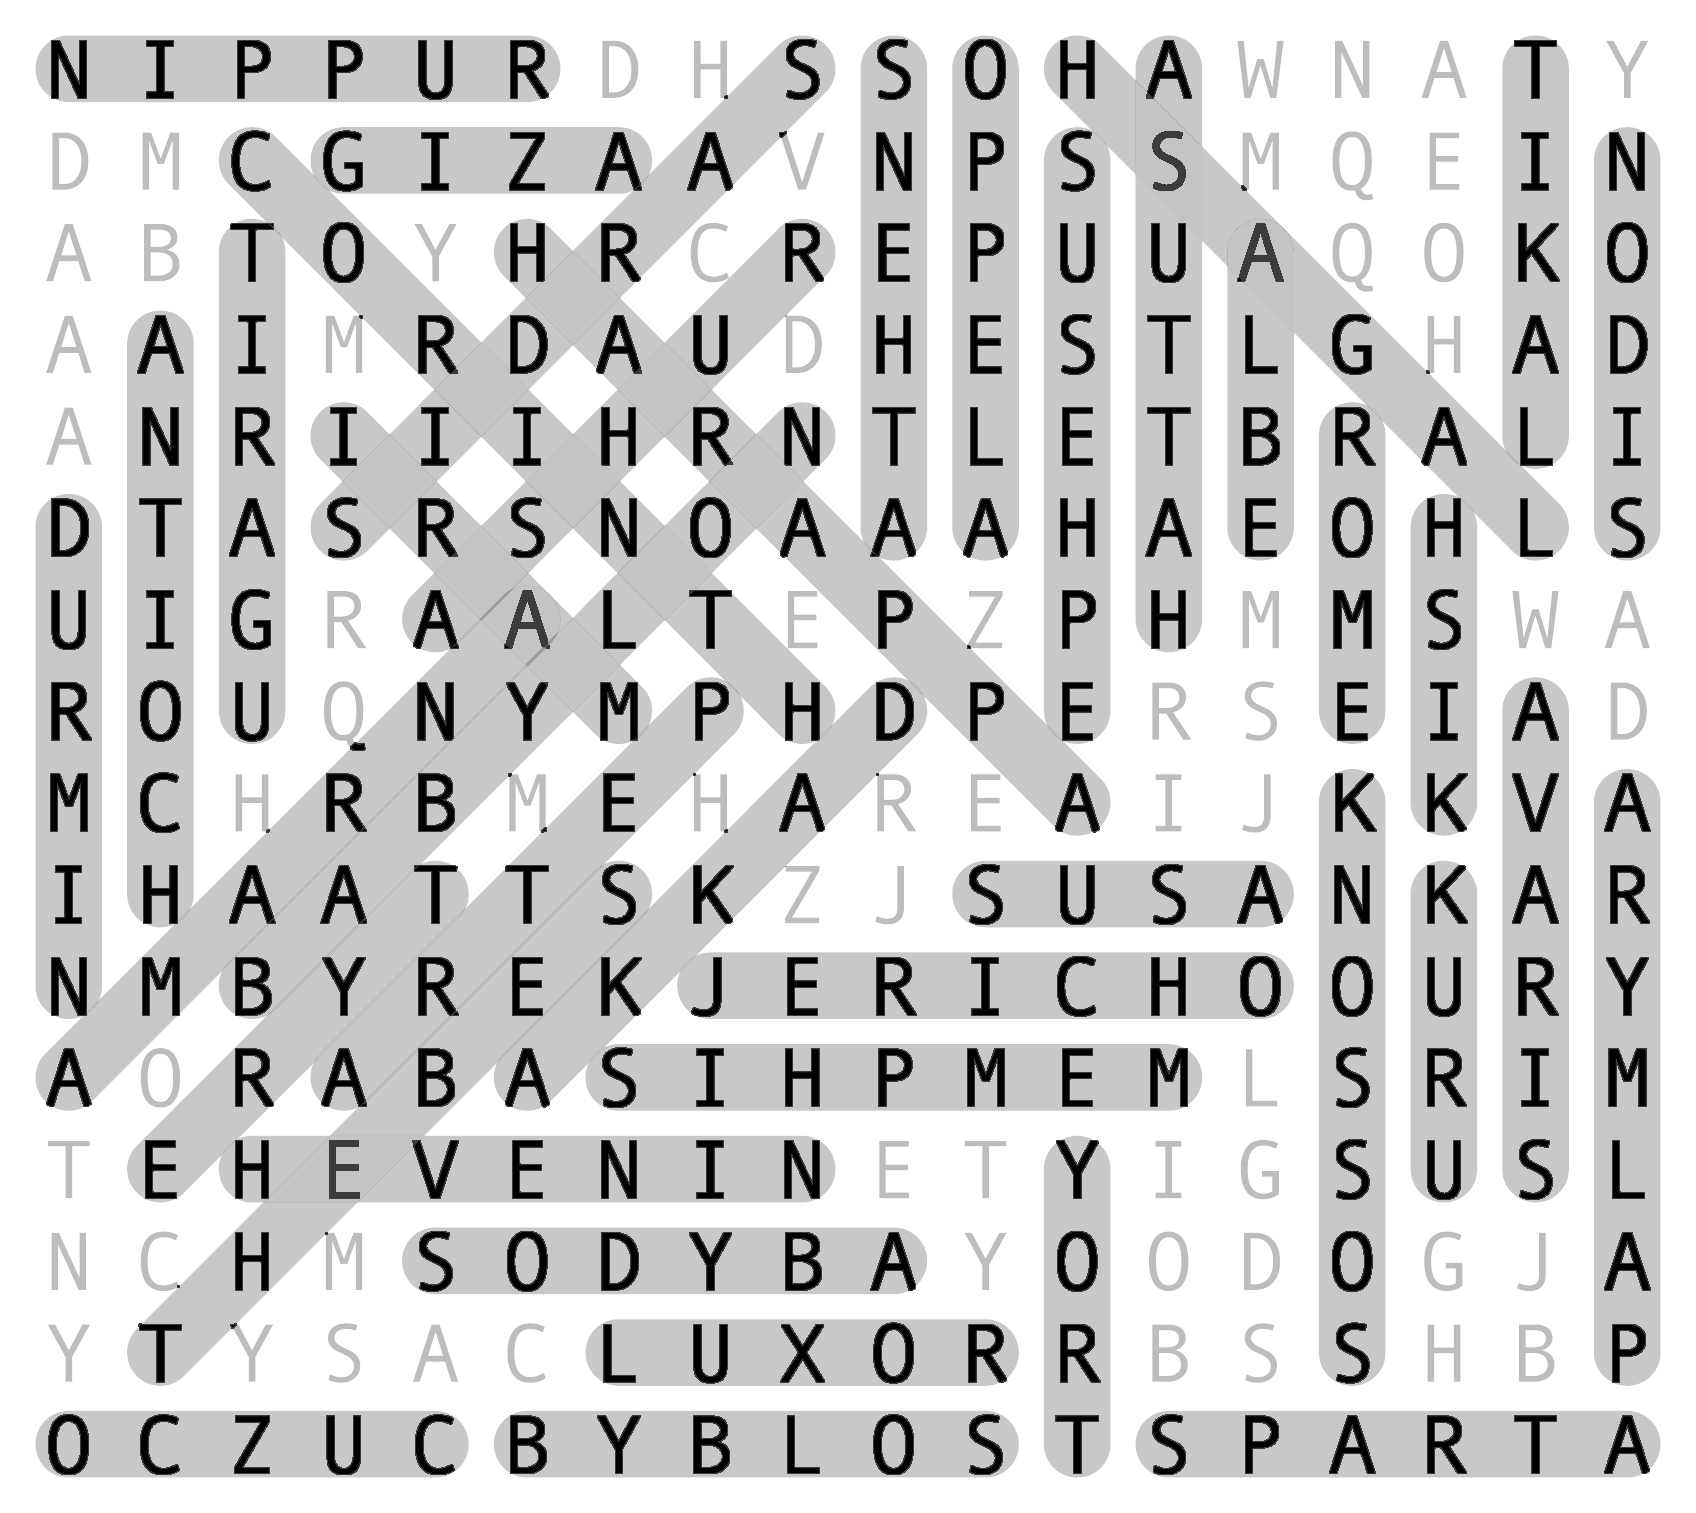 N I P P U R D H S S O H A W N A T Y
D M C G I Z A A V N P S S M Q E I N
A B T O Y H R C R E P U U A Q O K O
A A I M R D A U D H E S T L G H A D
A N R I I I H R N T L E T B R A L I
D T A S R S N O A A A H A E O H L S
U I G R A A L T E P Z P H M M S W A
R O U Q N Y M P H D P E R S E I A D
M C H R B M E H A R E A I J K K V A
I H A A T T S K Z J S U S A N K A R
N M B Y R E K J E R I C H O O U R Y
A O R A B A S I H P M E M L S R I M
T E H E V E N I N E T Y I G S U S L
N C H M S O D Y B A Y O O D O G J A
Y T Y S A C L U X O R R B S S H B P
O C Z U C B Y B L O S T S P A R T A